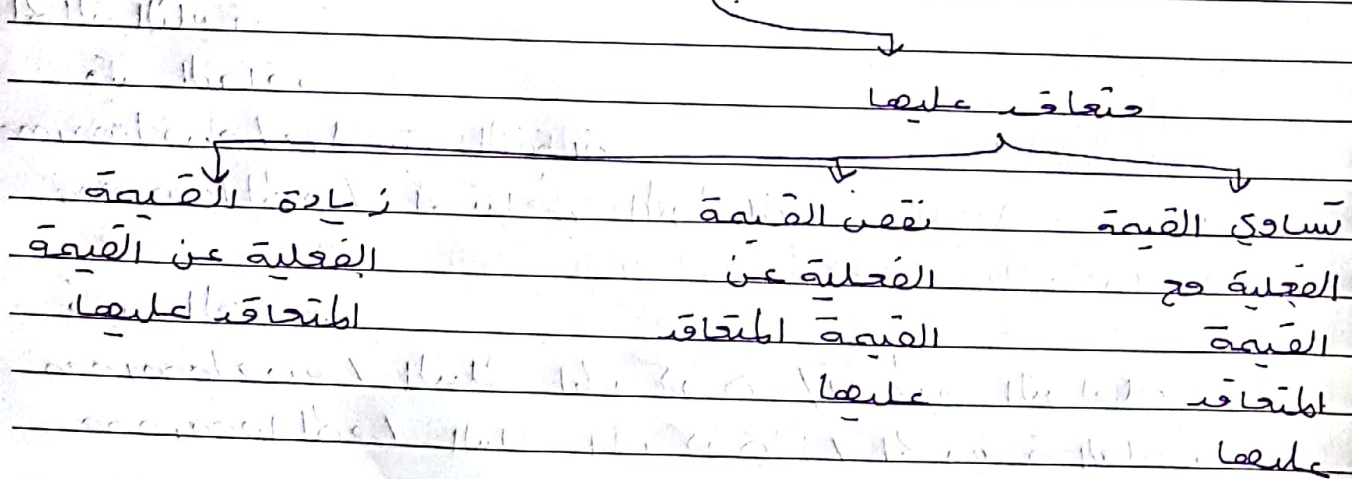 متعاقد عليها
تساوي القيمة
الفعلية مع
القيمة
المتعاقد
عليها
نقص القيمة
الفعلية عن
القيمة المتعاقد
عليها
زيادة القيمة
الفعلية عن القيمة
المتعاقد عليها